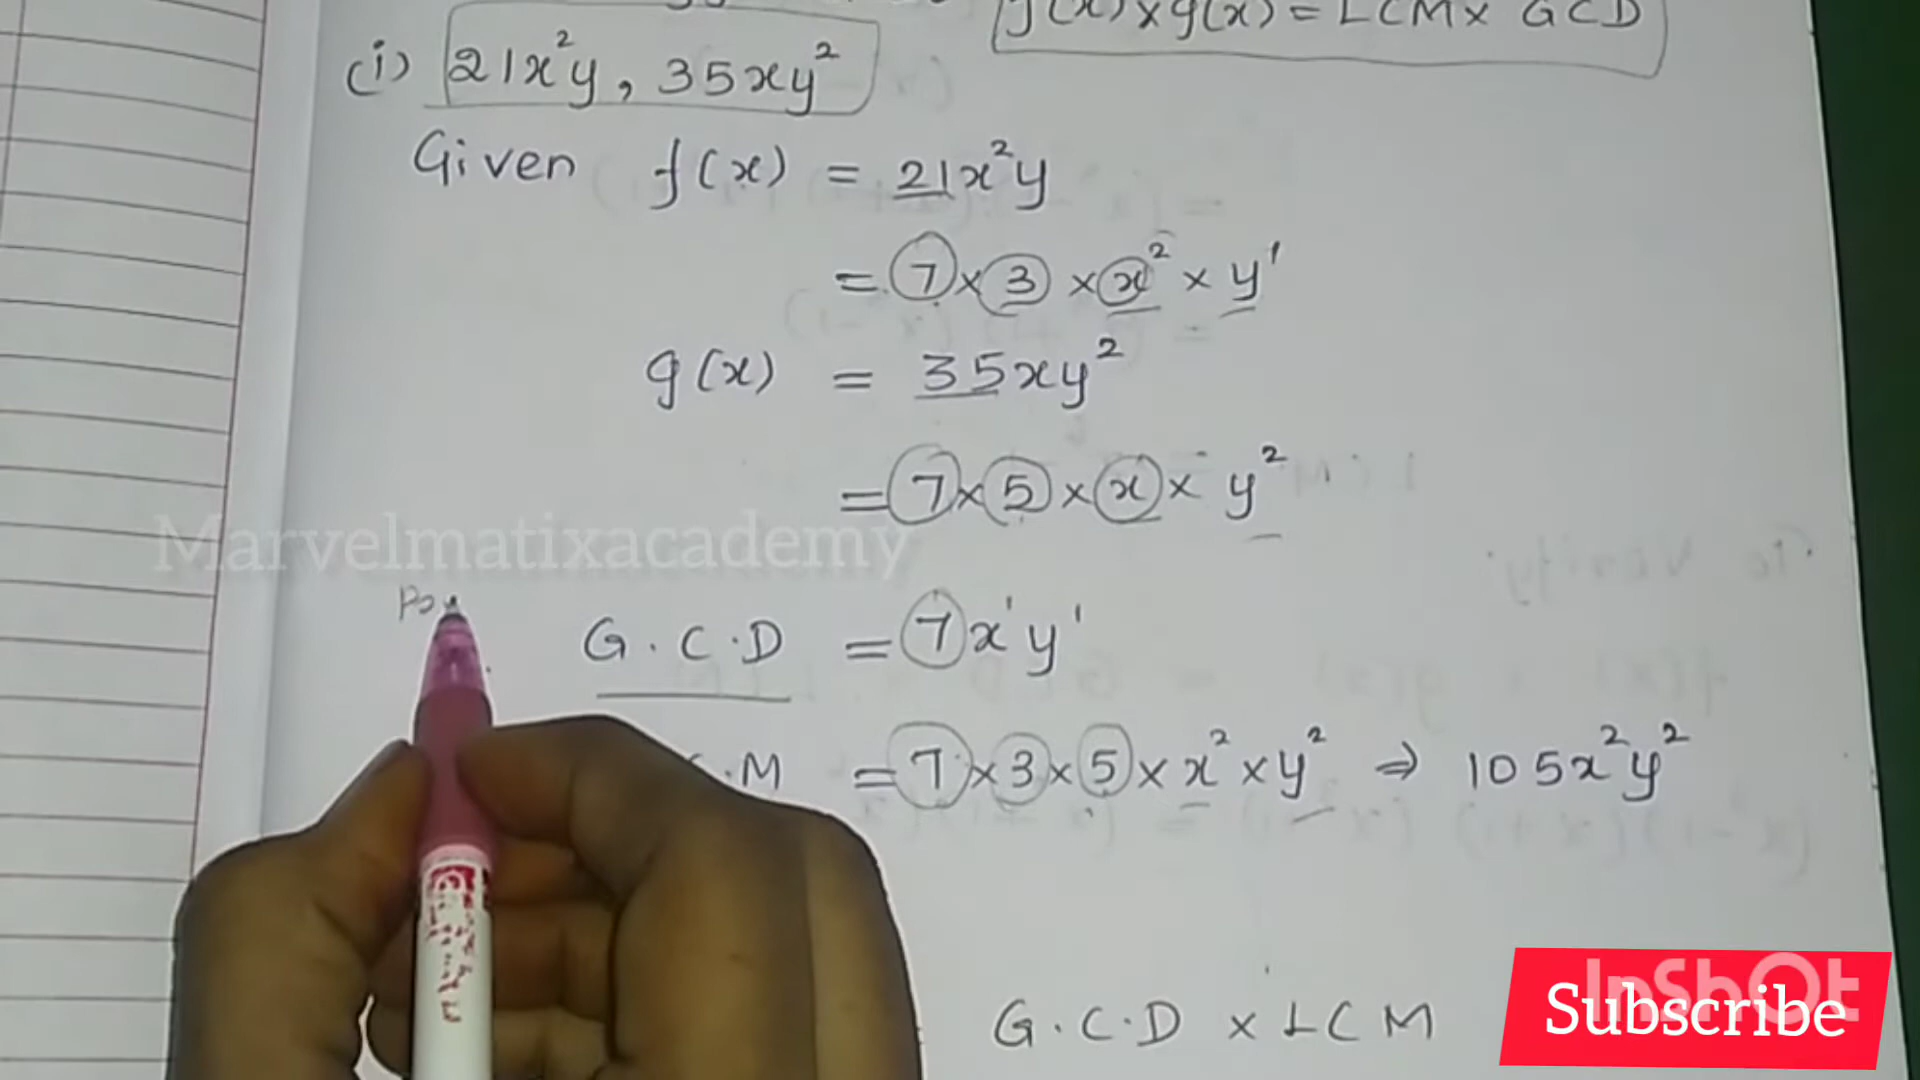 f(x) × g(x) = LCM × GCD
(i) 21x²y, 35xy²
Given f(x) = 21x²y
= 7 × 3 × x² × y¹
g(x) = 35xy²
= 7 × 5 × x × y²
Marvelmatixacademy
G.C.D = 7x¹y¹
.M = 7 × 3 × 5 × x² × y² ⇒ 105x²y²
G.C.D × LCM
InShOt
Subscribe